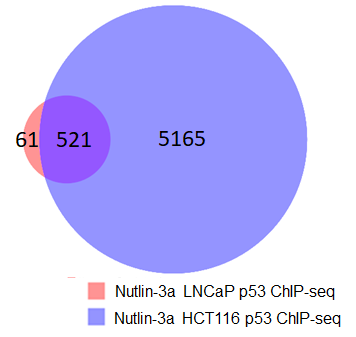 61 521 5165
Nutlin-3a LNCaP p53 ChIP-seq
Nutlin-3a HCT116 p53 ChIP-seq